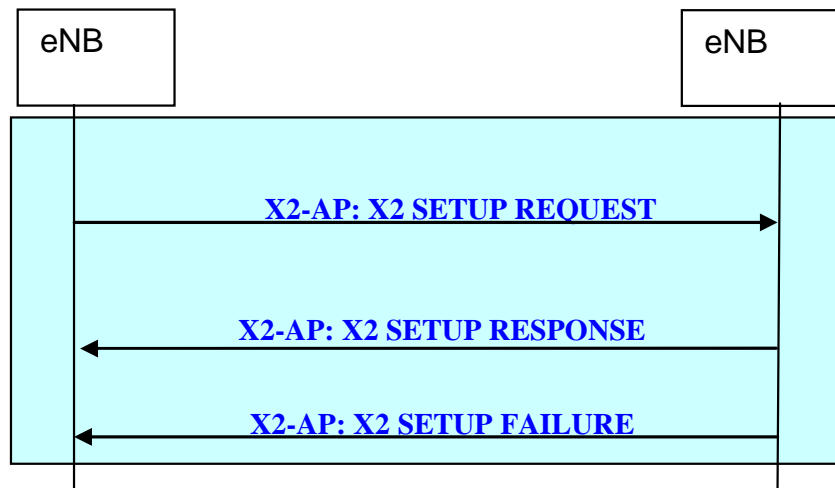 eNB
eNB
X2-AP: X2 SETUP REQUEST
X2-AP: X2 SETUP RESPONSE
X2-AP: X2 SETUP FAILURE